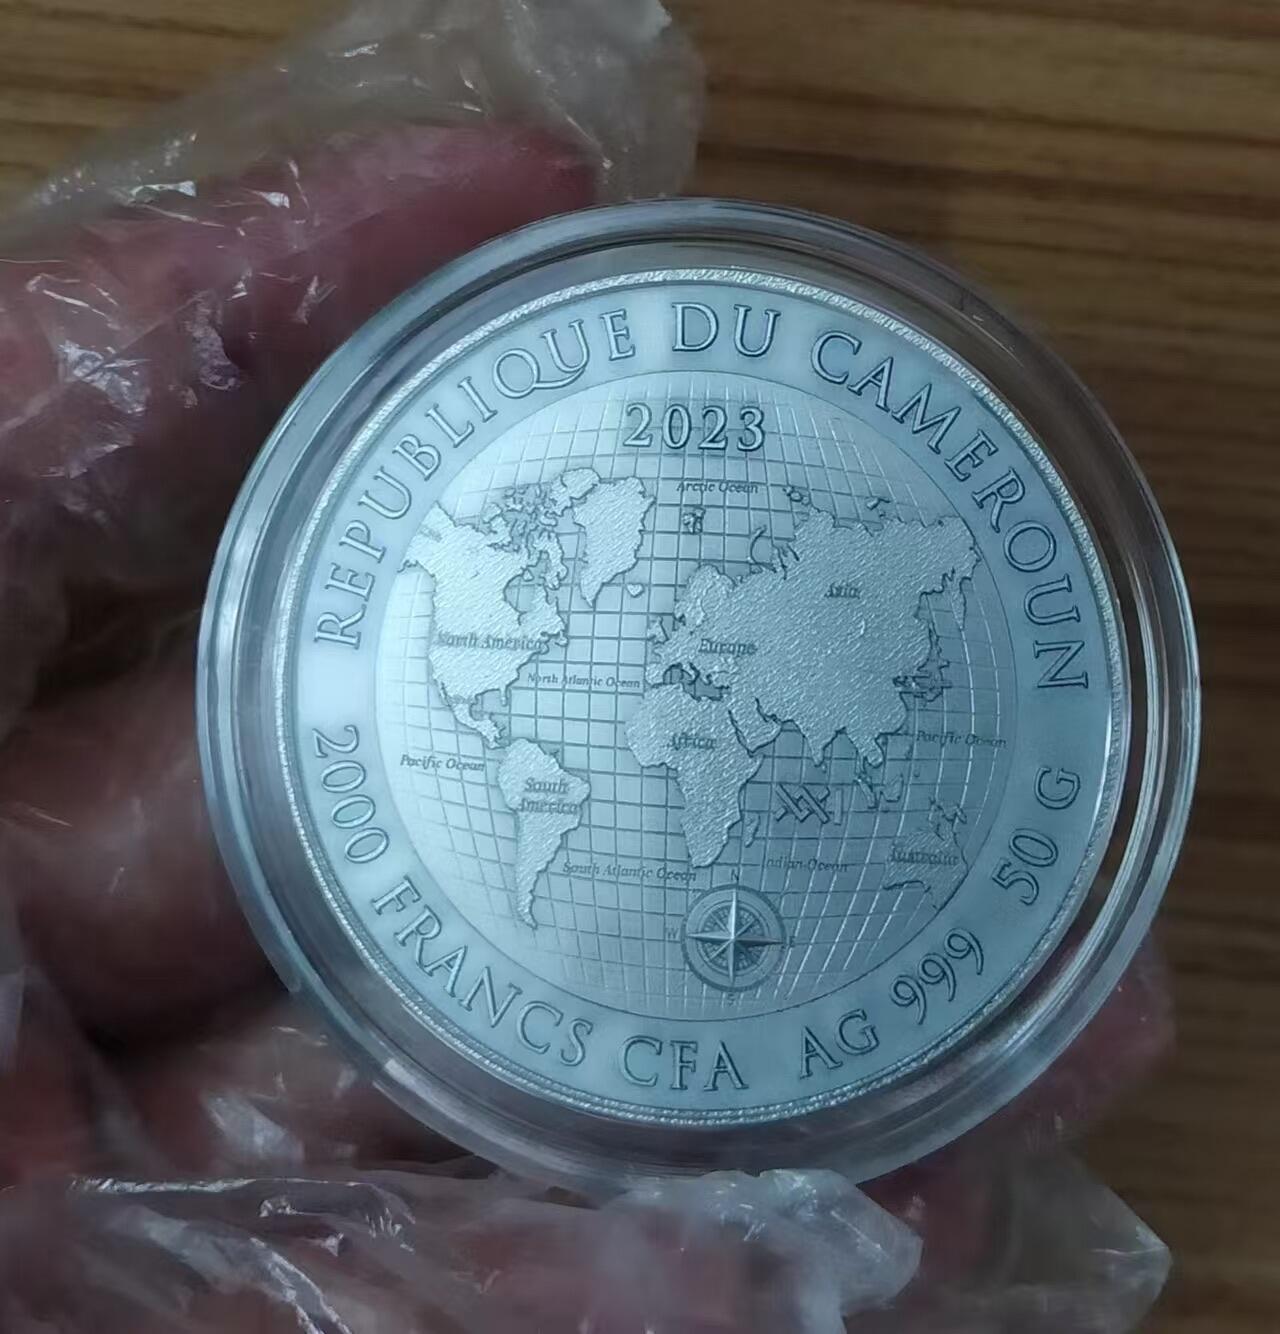 REPUBLIQUE DU CAMEROUN
2023
Arctic Ocean
Asia
North America
Europe
North Atlantic Ocean
Africa
Pacific Ocean
Pacific Ocean
South
America
Australia
Indian Ocean
South Atlantic Ocean
N
W E
S
2000 FRANCS CFA AG 999 50 G